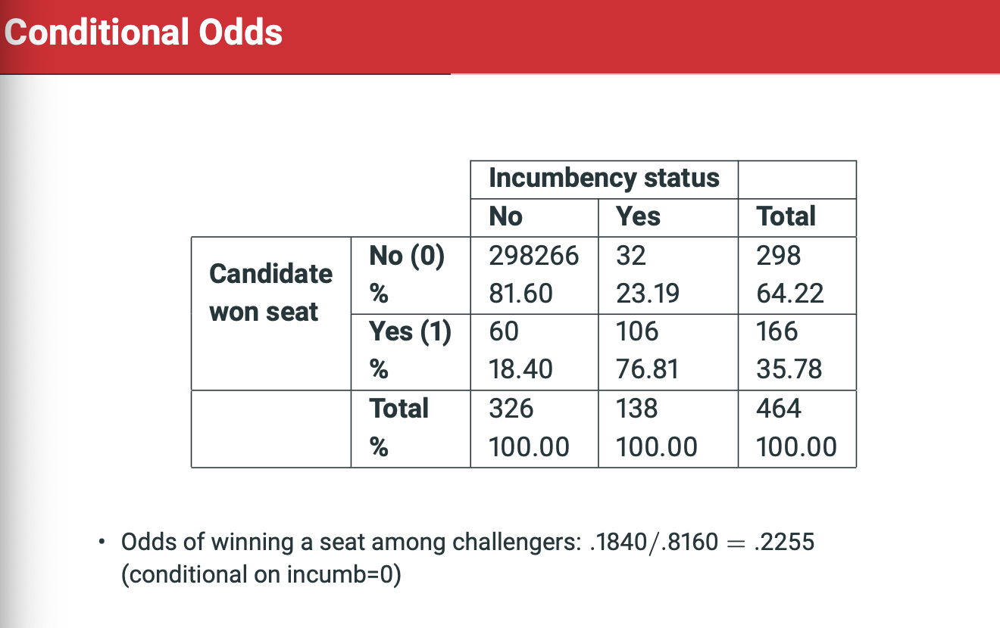 Conditional Odds
Incumbency status
No Yes Total
Candidate won seat
No (0) 298266 32 298
% 81.60 23.19 64.22
Yes (1) 60 106 166
% 18.40 76.81 35.78
Total 326 138 464
% 100.00 100.00 100.00
• Odds of winning a seat among challengers: .1840/.8160 = .2255
(conditional on incumb=0)